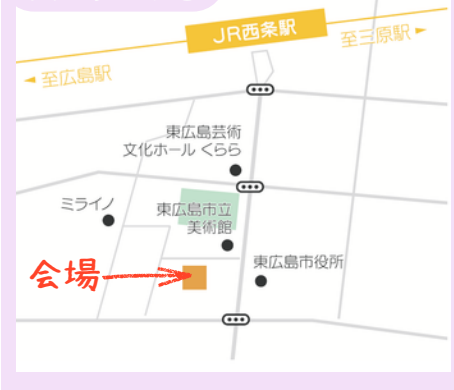 JR西条駅
至三原駅
至広島駅
東広島芸術
文化ホール くらら
ミライノ
東広島市立
美術館
東広島市役所
会場